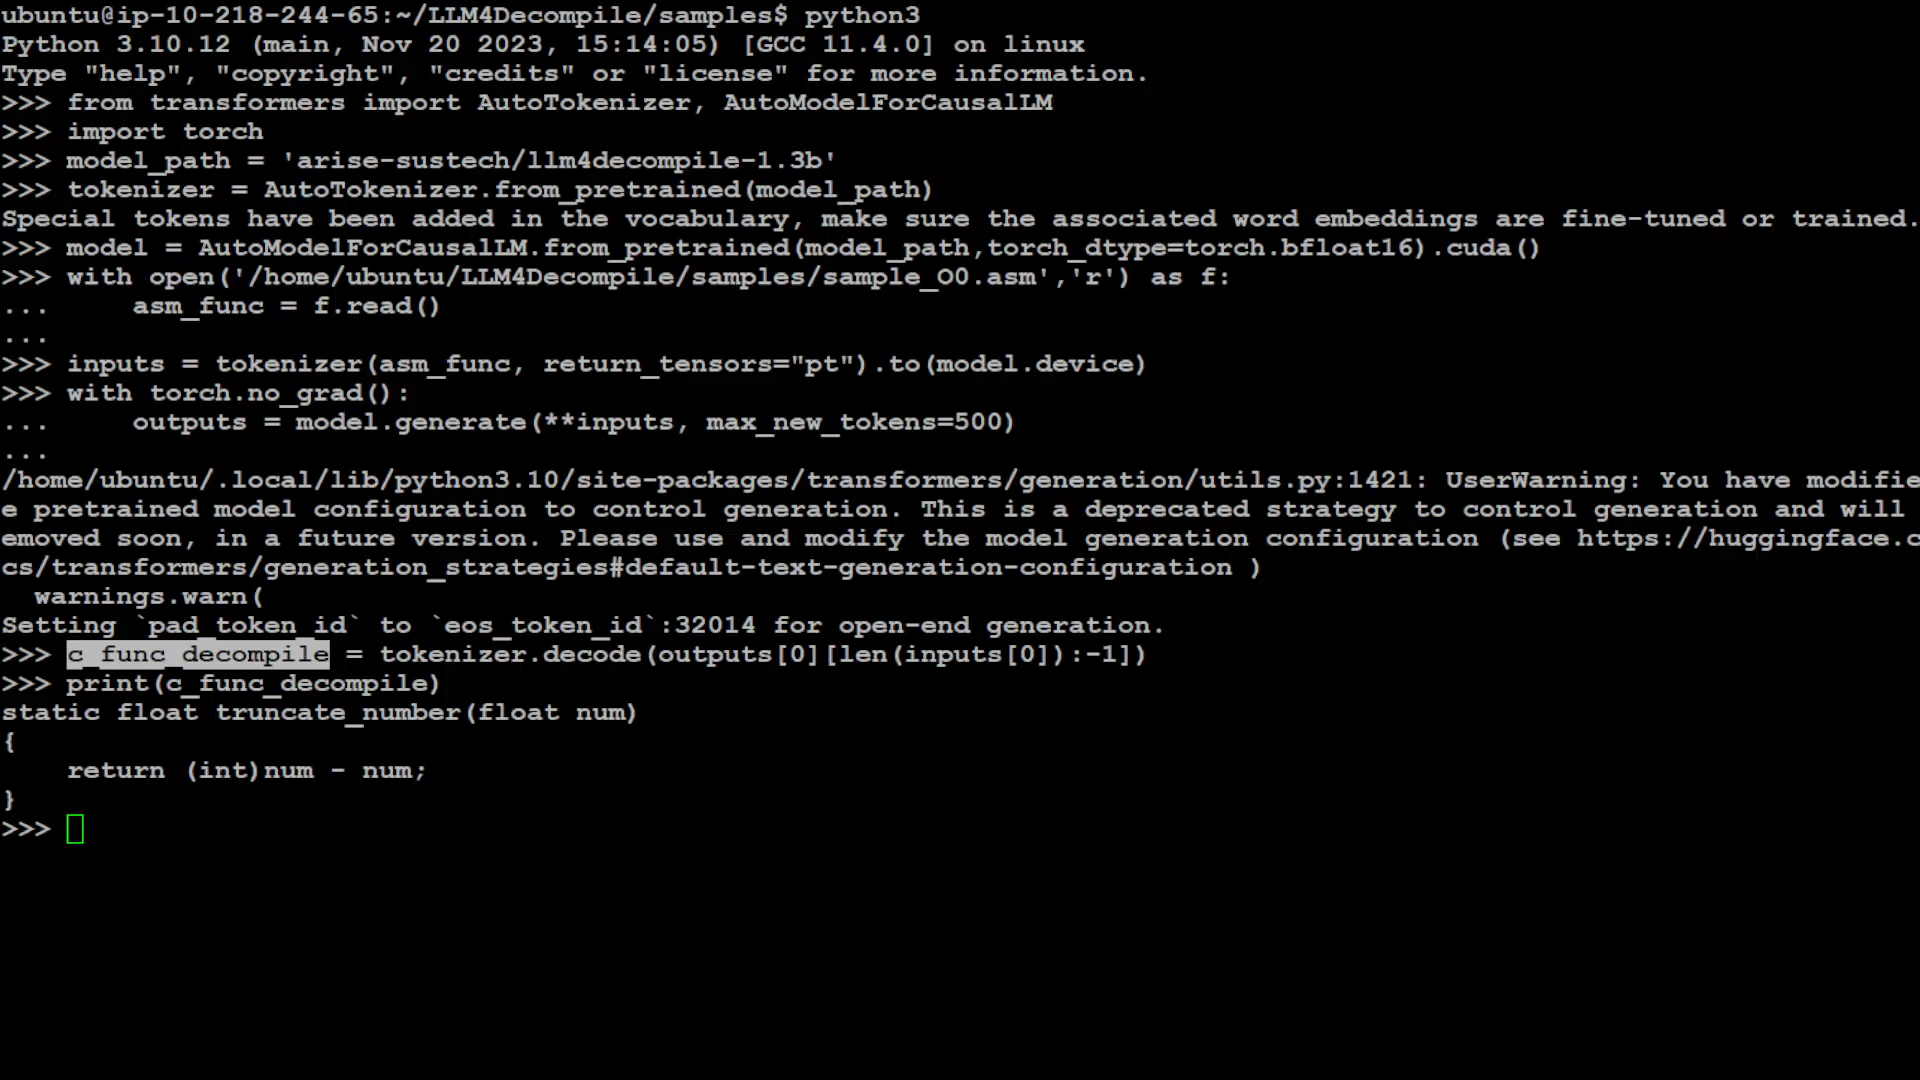 ubuntu@ip-10-218-244-65:~/LLM4Decompile/samples$ python3
Python 3.10.12 (main, Nov 20 2023, 15:14:05) [GCC 11.4.0] on linux
Type "help", "copyright", "credits" or "license" for more information.
>>> from transformers import AutoTokenizer, AutoModelForCausalLM
>>> import torch
>>> model_path = 'arise-sustech/llm4decompile-1.3b'
>>> tokenizer = AutoTokenizer.from_pretrained(model_path)
Special tokens have been added in the vocabulary, make sure the associated word embeddings are fine-tuned or trained.
>>> model = AutoModelForCausalLM.from_pretrained(model_path,torch_dtype=torch.bfloat16).cuda()
>>> with open('/home/ubuntu/LLM4Decompile/samples/sample_O0.asm','r') as f:
...     asm_func = f.read()
...
>>> inputs = tokenizer(asm_func, return_tensors="pt").to(model.device)
>>> with torch.no_grad():
...     outputs = model.generate(**inputs, max_new_tokens=500)
...
/home/ubuntu/.local/lib/python3.10/site-packages/transformers/generation/utils.py:1421: UserWarning: You have modifie
e pretrained model configuration to control generation. This is a deprecated strategy to control generation and will
emoved soon, in a future version. Please use and modify the model generation configuration (see https://huggingface.c
cs/transformers/generation_strategies#default-text-generation-configuration )
  warnings.warn(
Setting `pad_token_id` to `eos_token_id`:32014 for open-end generation.
>>> c_func_decompile = tokenizer.decode(outputs[0][len(inputs[0]):-1])
>>> print(c_func_decompile)
static float truncate_number(float num)
{
    return (int)num - num;
}
>>>